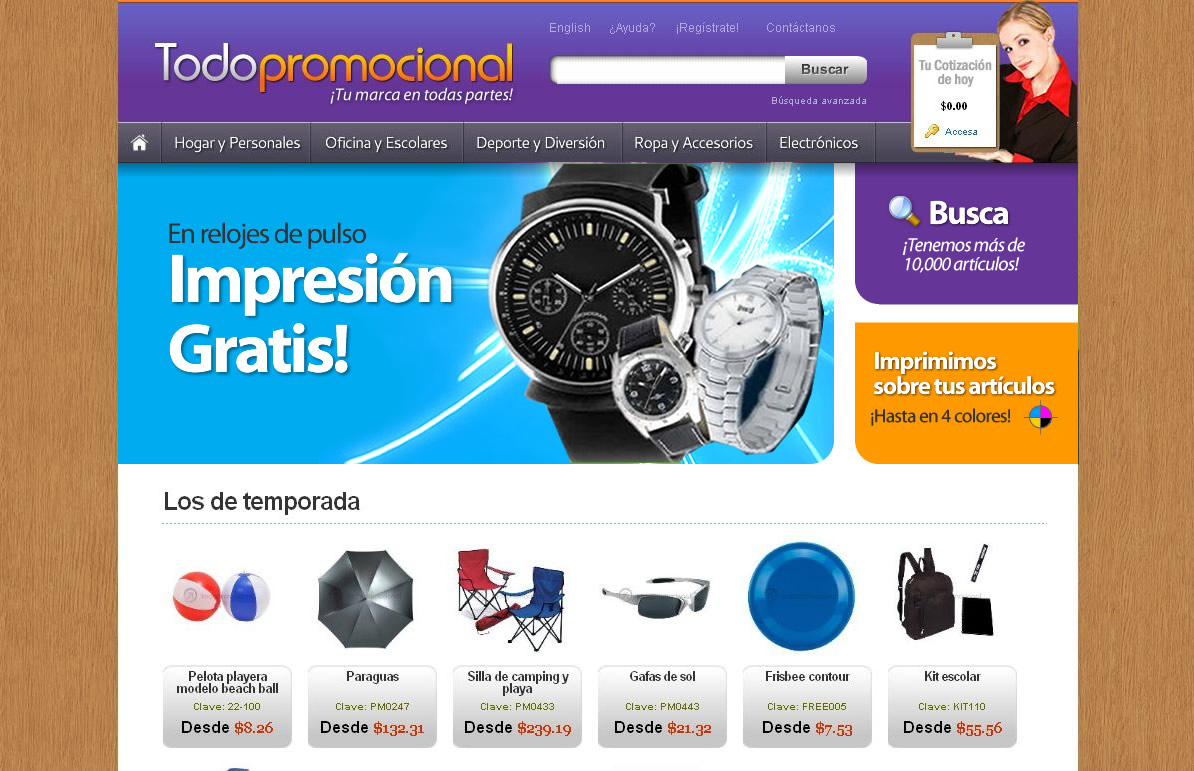 English ¿Ayuda? ¡Regístrate! Contáctanos
Todopromocional
¡Tu marca en todas partes!
Buscar
Búsqueda avanzada
Tu Cotización
de hoy
$0.00
Accesa
Hogar y Personales Oficina y Escolares Deporte y Diversión Ropa y Accesorios Electrónicos
En relojes de pulso
Impresión
Gratis!
Busca
¡Tenemos más de
10,000 artículos!
Imprimimos
sobre tus artículos
¡Hasta en 4 colores!
Los de temporada
Pelota playera
modelo beach ball
Clave: 22-100
Desde $8.26
Paraguas
Clave: PM0247
Desde $132.31
Silla de camping y
playa
Clave: PM0433
Desde $239.19
Gafas de sol
Clave: PM0443
Desde $21.32
Frisbee contour
Clave: FREE005
Desde $7.53
Kit escolar
Clave: KIT110
Desde $55.56